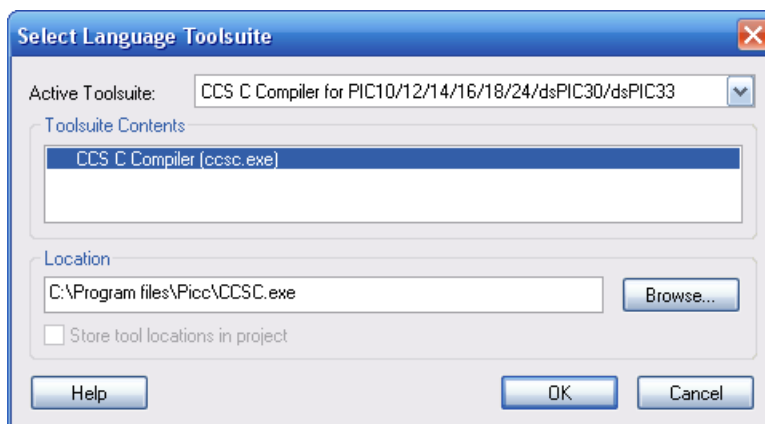 Select Language Toolsuite
Active Toolsuite: CCS C Compiler for PIC10/12/14/16/18/24/dsPIC30/dsPIC33
Toolsuite Contents
CCS C Compiler (ccsc.exe)
Location
C:\Program files\Picc\CCSC.exe Browse...
Store tool locations in project
Help OK Cancel